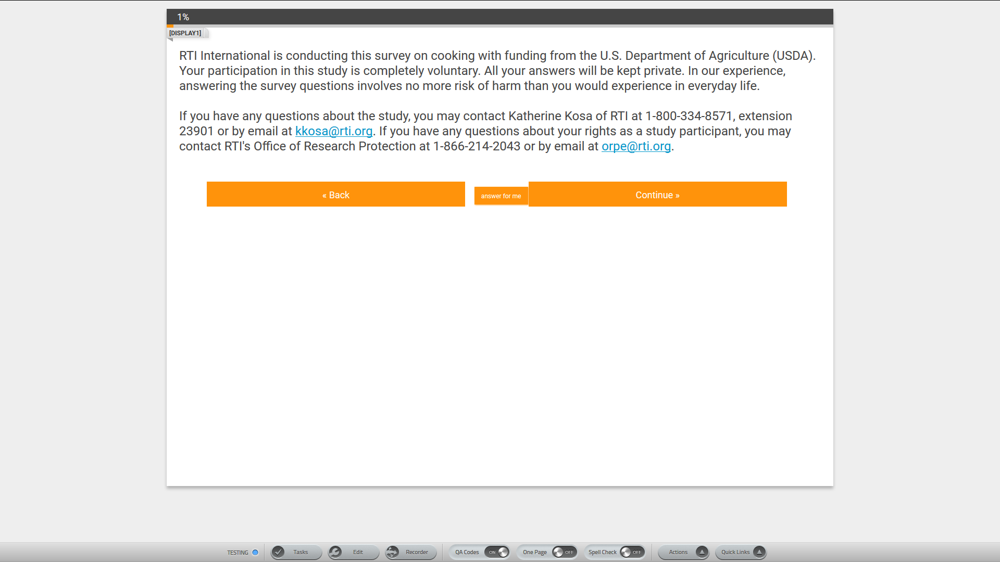 1%
[DISPLAY1]
RTI International is conducting this survey on cooking with funding from the U.S. Department of Agriculture (USDA).
Your participation in this study is completely voluntary. All your answers will be kept private. In our experience,
answering the survey questions involves no more risk of harm than you would experience in everyday life.
If you have any questions about the study, you may contact Katherine Kosa of RTI at 1-800-334-8571, extension
23901 or by email at kkosa@rti.org. If you have any questions about your rights as a study participant, you may
contact RTI's Office of Research Protection at 1-866-214-2043 or by email at orpe@rti.org.
« Back
answer for me
Continue »
TESTING
Tasks
Edit
Recorder
QA Codes ON
One Page OFF
Spell Check OFF
Actions
Quick Links